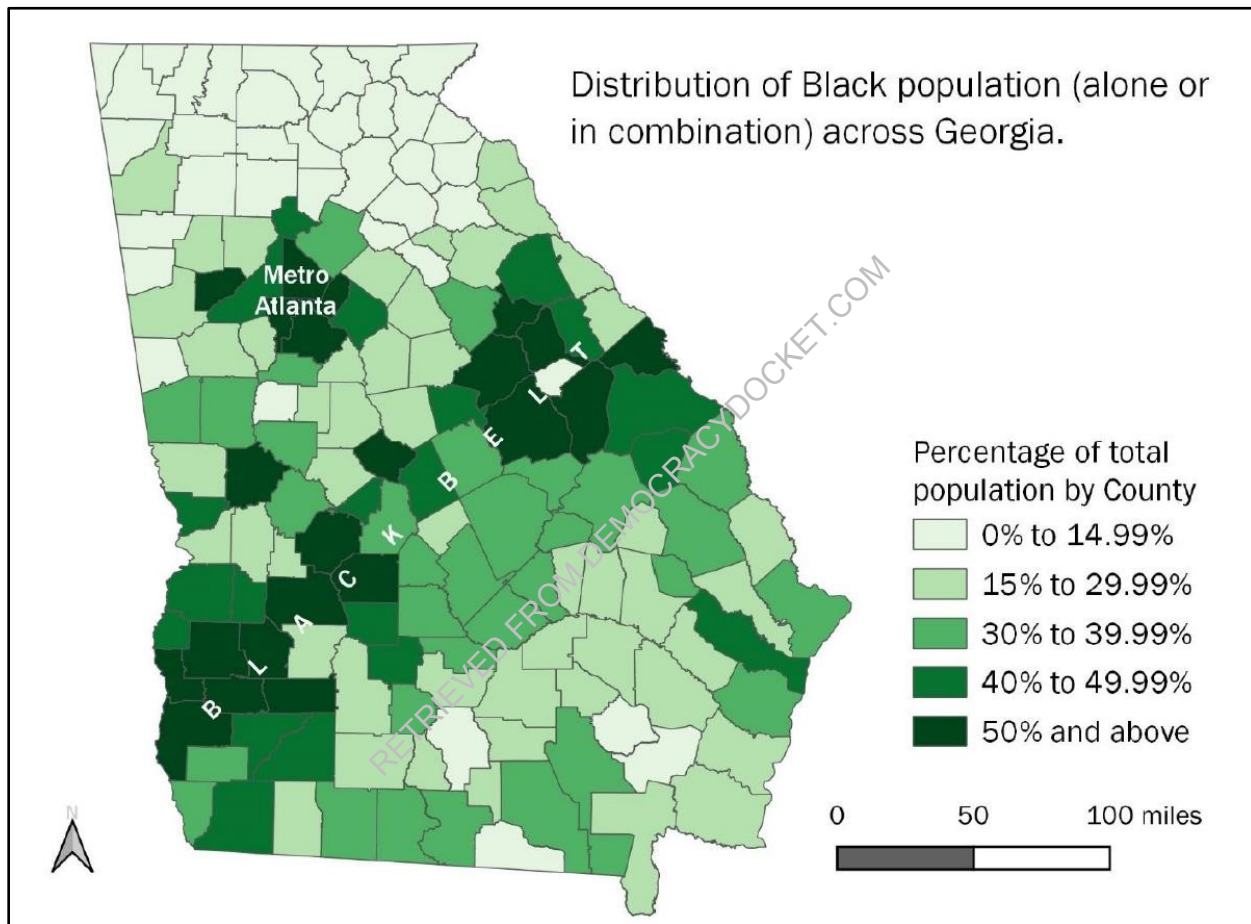 Distribution of Black population (alone or
in combination) across Georgia.
Metro
Atlanta
BLACK BELT
RETRIEVED FROM DEMOCRACYDOCKET.COM
Percentage of total
population by County
0% to 14.99%
15% to 29.99%
30% to 39.99%
40% to 49.99%
50% and above
N
0 50 100 miles